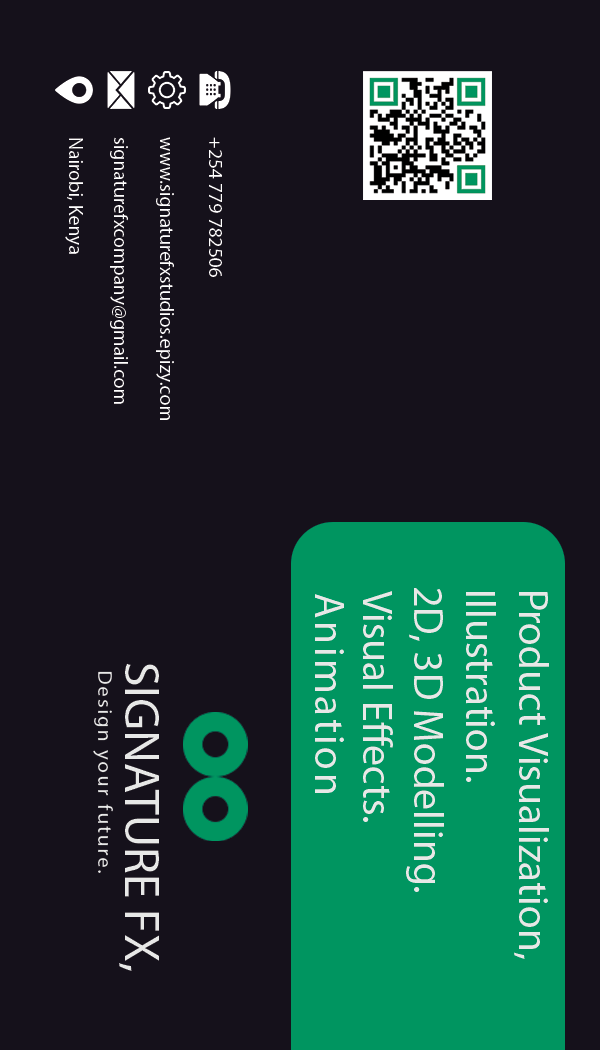 +254 779 782506
www.signaturefxstudios.epizy.com
signaturefxcompany@gmail.com
Nairobi, Kenya
Product Visualization,
Illustration.
2D, 3D Modelling.
Visual Effects.
Animation
SIGNATURE FX,
Design your future.